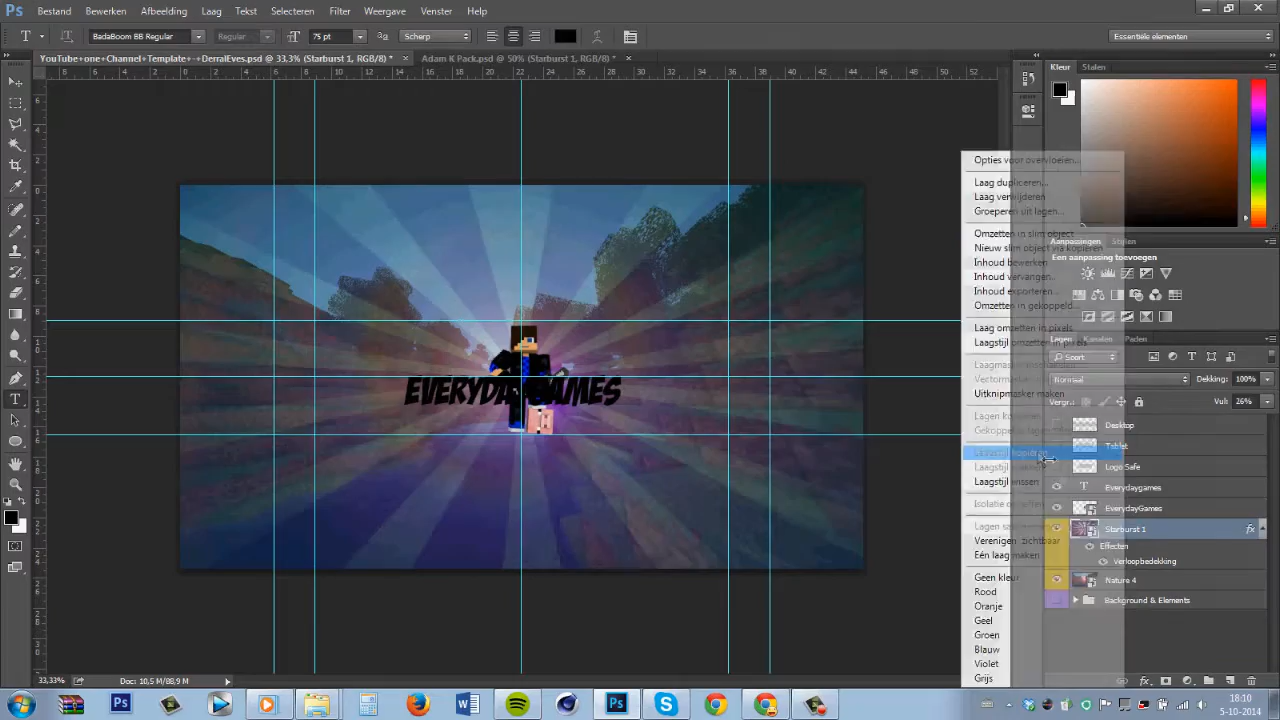 Ps Bestand Bewerken Afbeelding Laag Tekst Selecteren Filter Weergave Venster Help
T BadaBoom BB Regular Regular 75 pt aa Scherp Essentiële elementen
YouTube+one+Channel+Template+-+DerralEves.psd @ 33,3% (Starburst 1, RGB/8) * × Adam K Pack.psd @ 50% (Starburst 1, RGB/8) * ×
Kleur Stalen
Opties voor overvloeien...
Laag dupliceren...
Laag verwijderen
Groeperen uit lagen...
Omzetten in slim object
Nieuw slim object via kopiëren
Inhoud bewerken
Inhoud vervangen...
Inhoud exporteren...
Omzetten in gekoppeld
Laag omzetten in pixels
Laagstijl omzetten in pixels
Uitknipmasker maken
Laagstijl kopiëren
Laagstijl wissen
Verenigen zichtbaar
Eén laag maken
Geen kleur
Rood
Oranje
Geel
Groen
Blauw
Violet
Grijs
Aanpassingen Stijlen
Een aanpassing toevoegen
Lagen Kanalen Paden
Soort
Normaal Dekking: 100%
Vul: 26%
Desktop
Tablet
Logo Safe
T Everydaygames
EverydayGames
Starburst 1 fx
Effecten
Verloopbedekking
Nature 4
Background & Elements
EVERYDAYGAMES
33,33% Doc: 10,5 M/88,9 M
18:10
5-10-2014